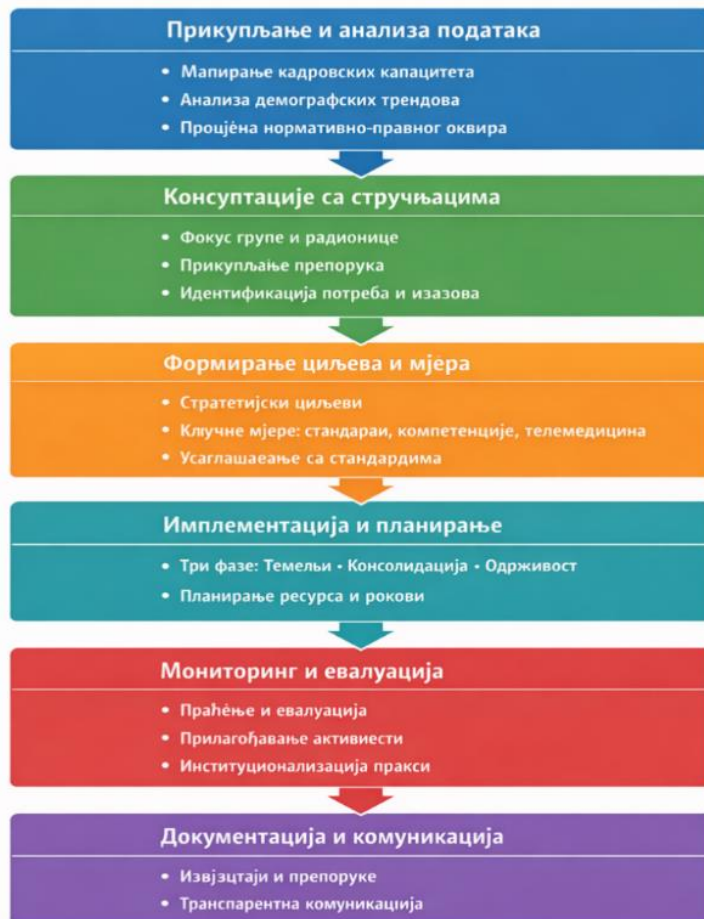 Прикупљање и анализа података
• Мапирање кадровских капацитета
• Анализа демографских трендова
• Процјена нормативно-правног оквира
Консуптације са стручњацима
• Фокус групе и радионице
• Прикупљање препорука
• Идентификација потреба и изазова
Формирање циљева и мјера
• Стратетијски циљеви
• Клучне мјере: стандараи, компетенције, телемедицина
• Усаглашаеање са стандардима
Имплементација и планирање
• Три фазе: Темељи • Консолидација • Одрживост
• Планирање ресурса и рокови
Мониторинг и евалуација
• Праћење и евалуација
• Прилагођавање активиести
• Институционализација пракси
Документација и комуникација
• Извјзцтаји и препоруке
• Транспарентна комуникација